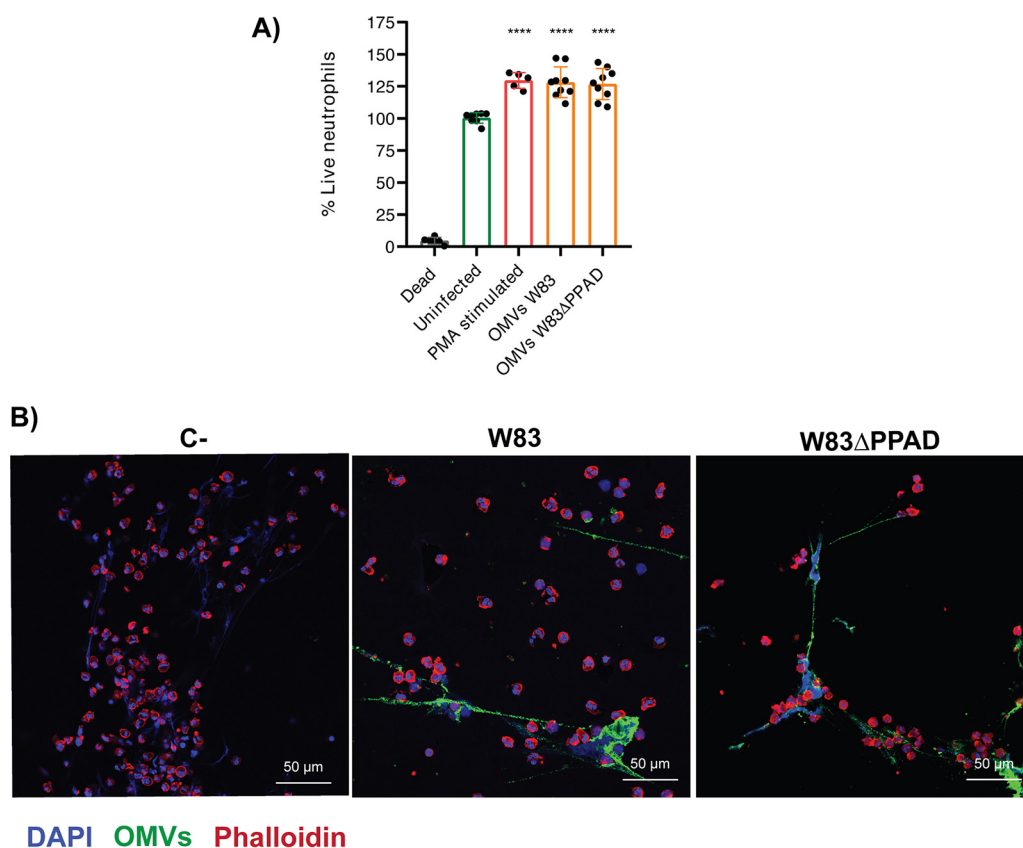 A)
% Live neutrophils
175
150
125
100
75
50
25
0
**** **** ****
Dead
Uninfected
PMA stimulated
OMVs W83
OMVs W83ΔPPAD
B)
C- W83 W83ΔPPAD
50 µm 50 µm 50 µm
DAPI OMVs Phalloidin